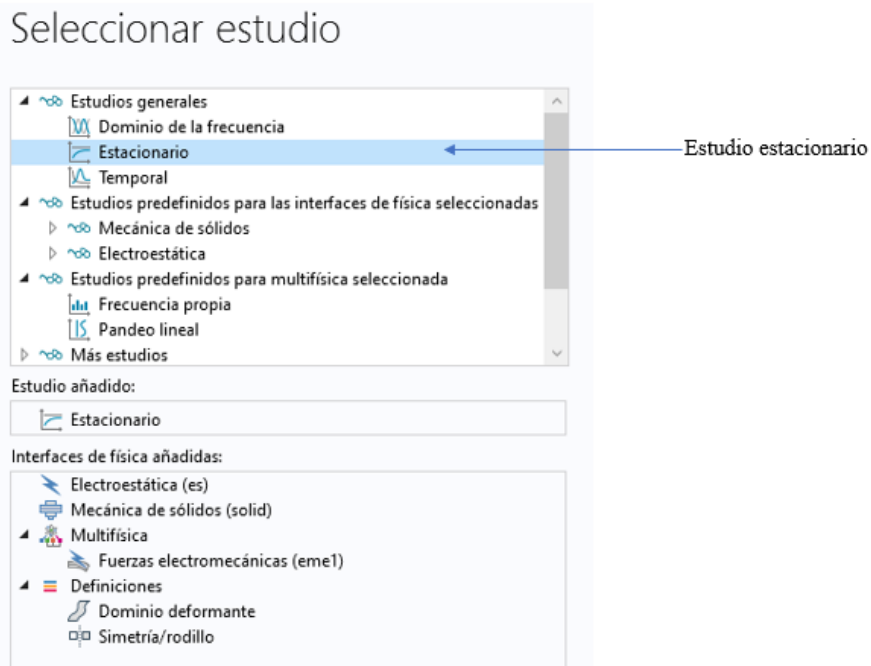 Seleccionar estudio
Estudios generales
Dominio de la frecuencia
Estacionario
Estudio estacionario
Temporal
Estudios predefinidos para las interfaces de física seleccionadas
Mecánica de sólidos
Electroestática
Estudios predefinidos para multifísica seleccionada
Frecuencia propia
Pandeo lineal
Más estudios
Estudio añadido:
Estacionario
Interfaces de física añadidas:
Electroestática (es)
Mecánica de sólidos (solid)
Multifísica
Fuerzas electromecánicas (eme1)
Definiciones
Dominio deformante
Simetría/rodillo